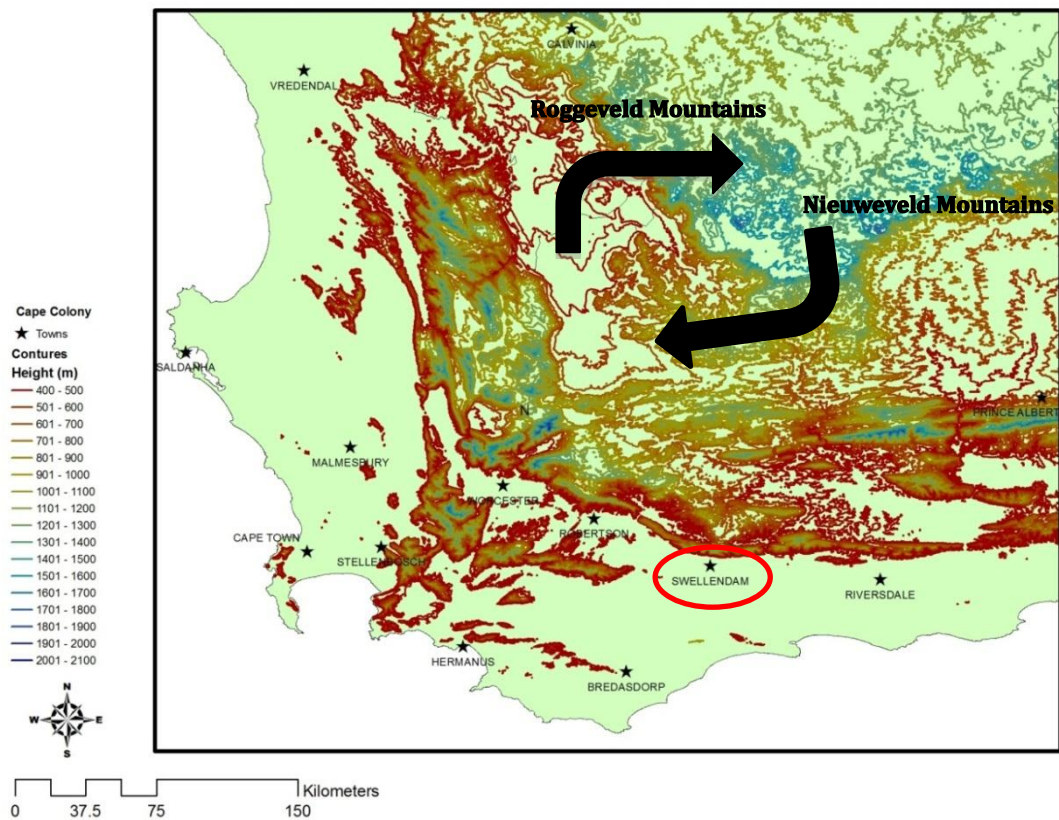 CALVINIA
VREDENDAL
Roggeveld Mountains
Nieuweveld Mountains
Cape Colony
Towns
Contures
Height (m)
400 - 500
501 - 600
601 - 700
701 - 800
801 - 900
901 - 1000
1001 - 1100
1101 - 1200
1201 - 1300
1301 - 1400
1401 - 1500
1501 - 1600
1601 - 1700
1701 - 1800
1801 - 1900
1901 - 2000
2001 - 2100
SALDANHA
N
PRINCE ALBERT
MALMESBURY
WORCESTER
ROBERTSON
CAPE TOWN
STELLENBOSCH
SWELLENDAM
RIVERSDALE
HERMANUS
BREDASDORP
N
W E
S
Kilometers
0 37.5 75 150